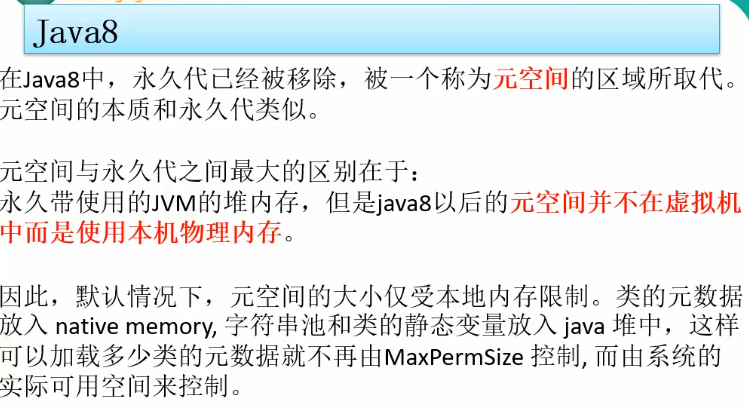 Java8
在Java8中，永久代已经被移除，被一个称为元空间的区域所取代。
元空间的本质和永久代类似。
元空间与永久代之间最大的区别在于：
永久带使用的JVM的堆内存，但是java8以后的元空间并不在虚拟机
中而是使用本机物理内存。
因此，默认情况下，元空间的大小仅受本地内存限制。类的元数据
放入 native memory, 字符串池和类的静态变量放入 java 堆中，这样
可以加载多少类的元数据就不再由MaxPermSize 控制, 而由系统的
实际可用空间来控制。